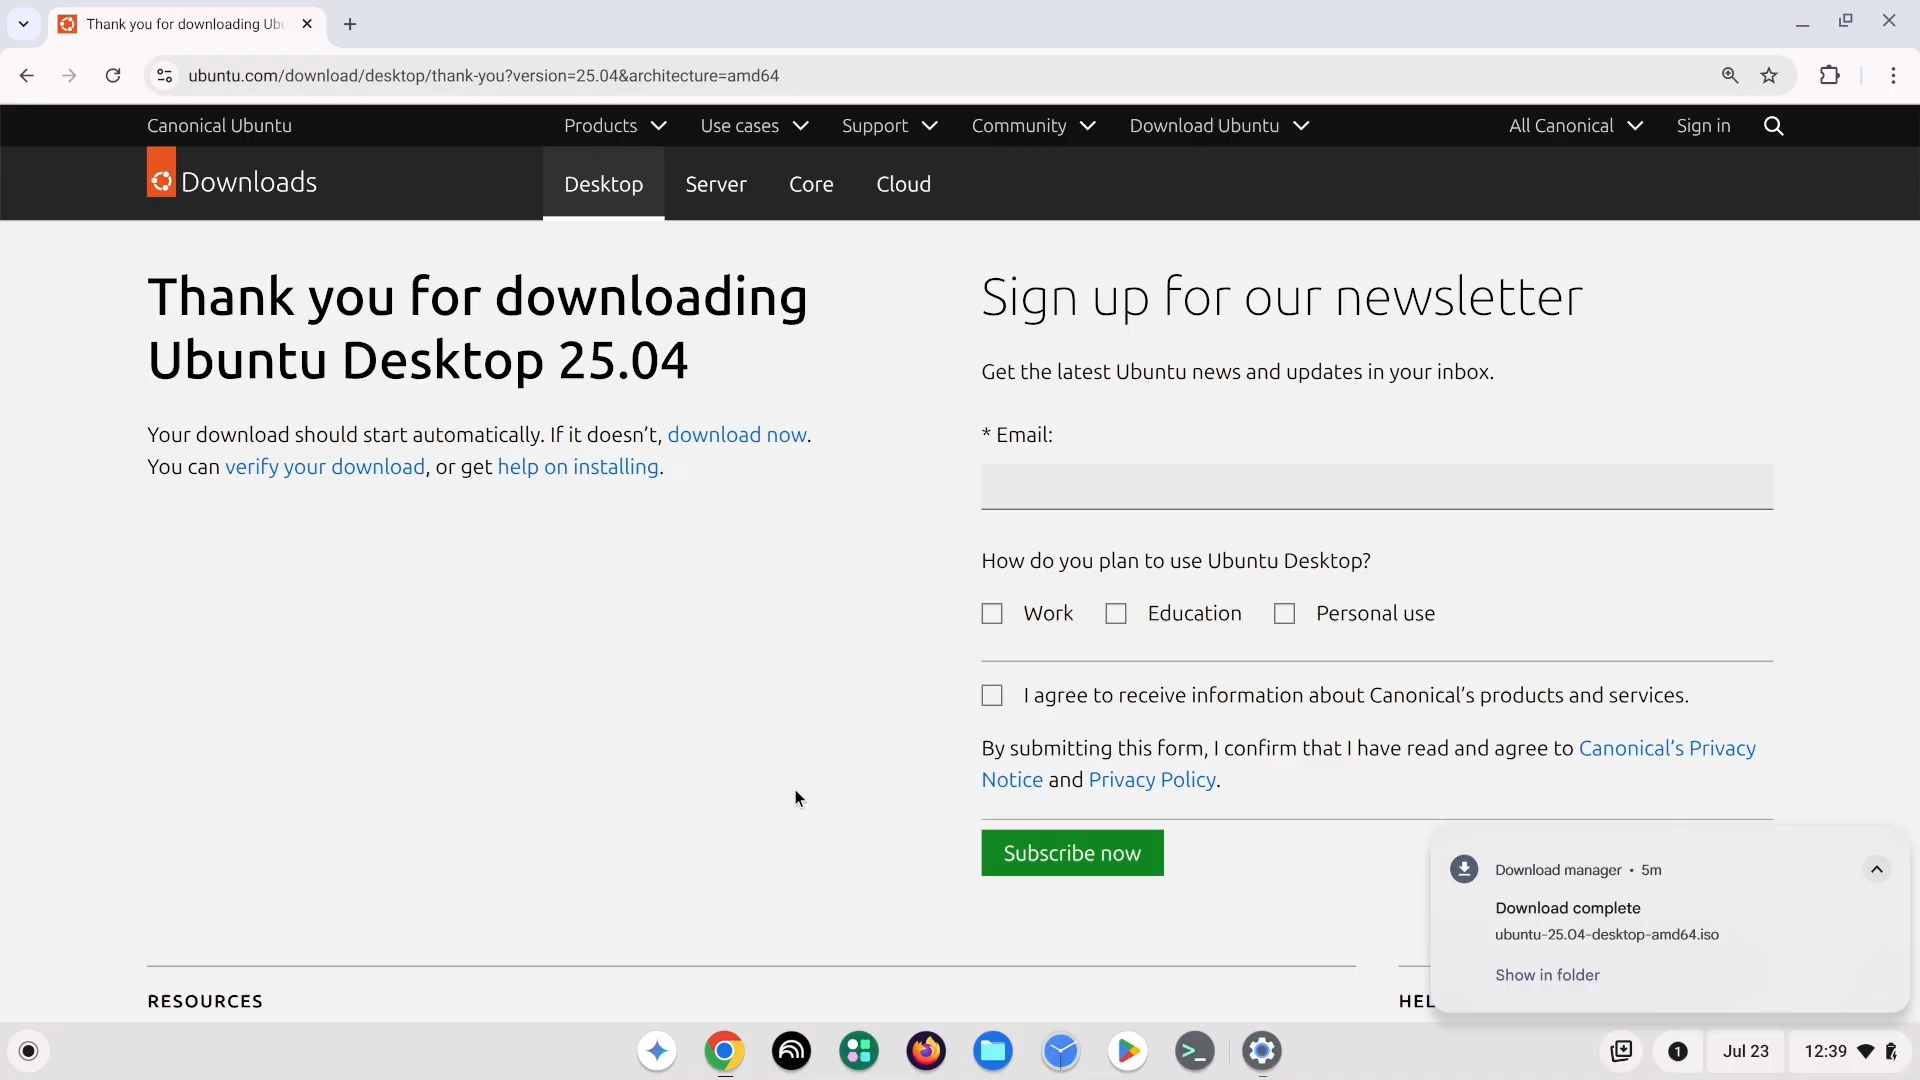 Thank you for downloading Ub
ubuntu.com/download/desktop/thank-you?version=25.04&architecture=amd64
Canonical Ubuntu
Products
Use cases
Support
Community
Download Ubuntu
All Canonical
Sign in
Downloads
Desktop
Server
Core
Cloud
Thank you for downloading
Ubuntu Desktop 25.04
Your download should start automatically. If it doesn’t, download now.
You can verify your download, or get help on installing.
Sign up for our newsletter
Get the latest Ubuntu news and updates in your inbox.
* Email:
How do you plan to use Ubuntu Desktop?
Work
Education
Personal use
I agree to receive information about Canonical’s products and services.
By submitting this form, I confirm that I have read and agree to Canonical’s Privacy
Notice and Privacy Policy.
Subscribe now
Download manager • 5m
Download complete
ubuntu-25.04-desktop-amd64.iso
Show in folder
RESOURCES
HEL
1
Jul 23
12:39